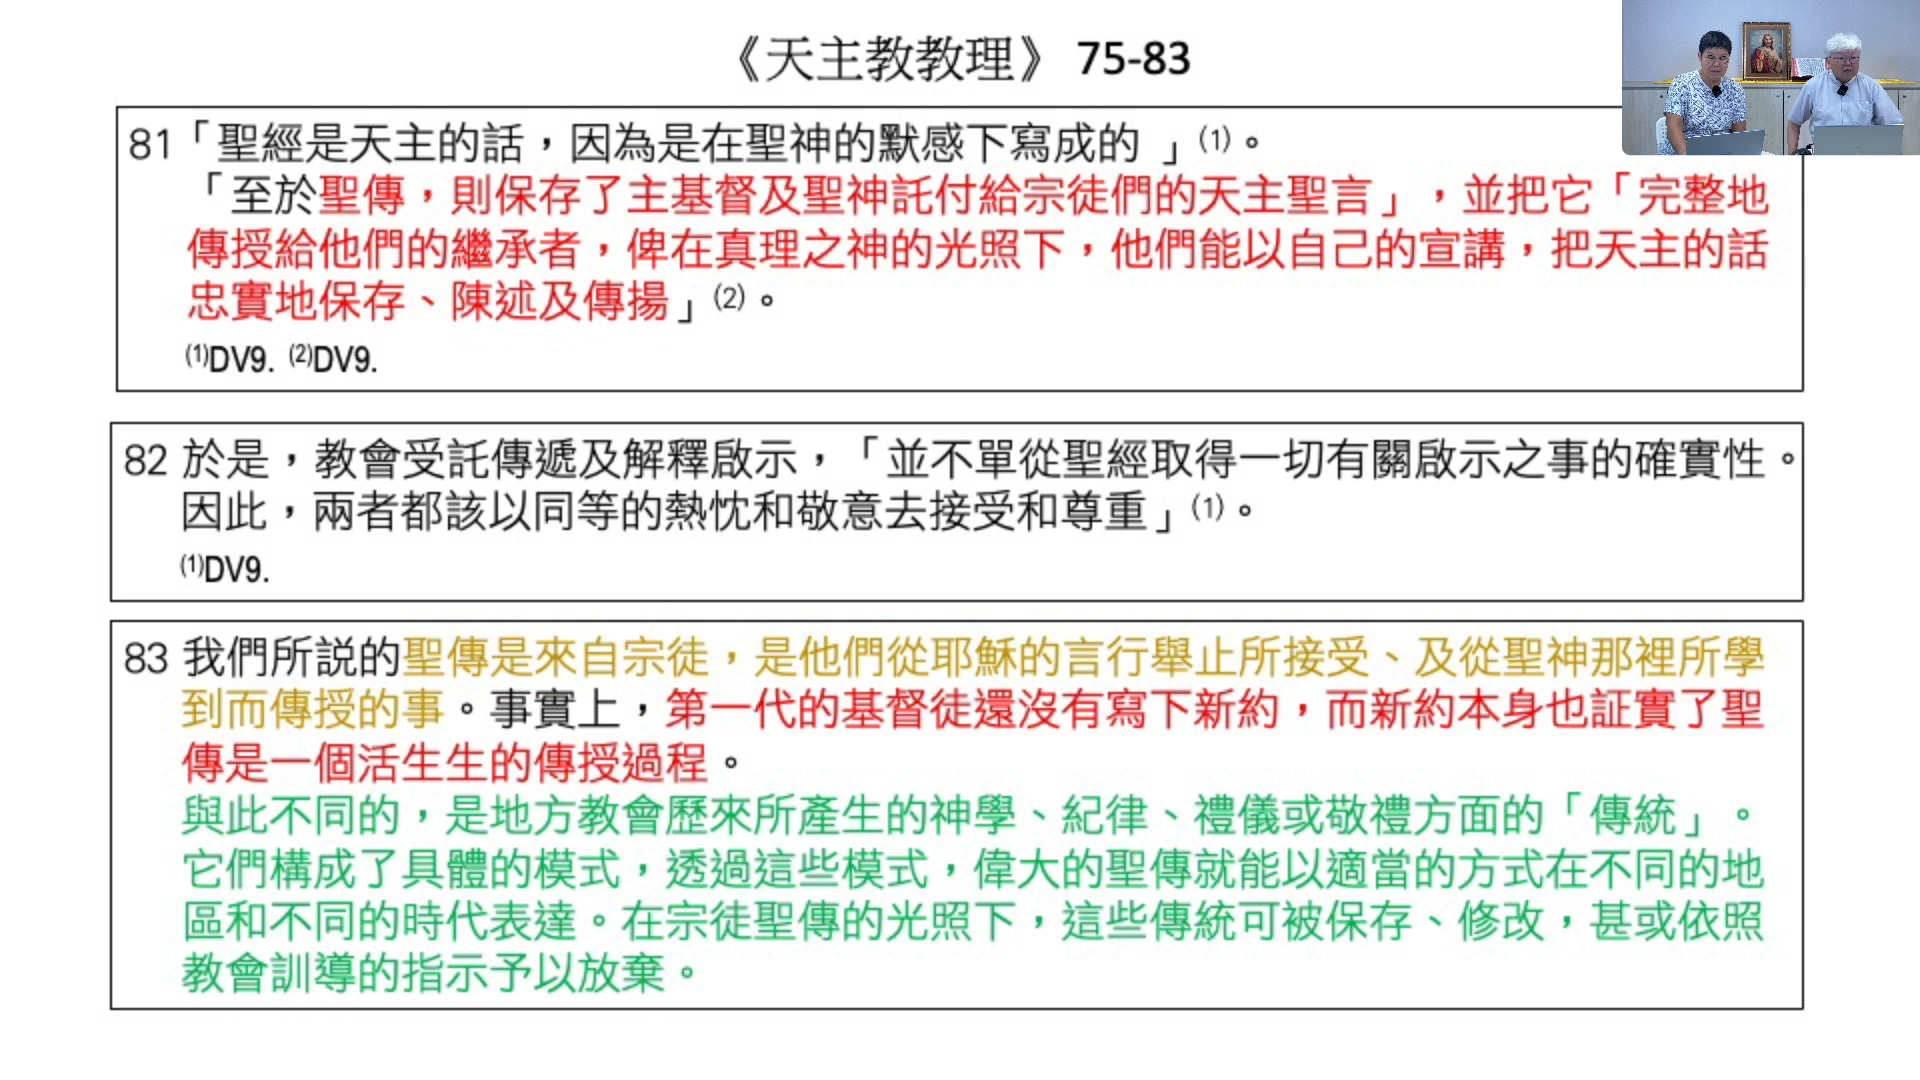 《天主教教理》 75-83
81「聖經是天主的話，因為是在聖神的默感下寫成的 」⁽¹⁾。
「至於聖傳，則保存了主基督及聖神託付給宗徒們的天主聖言」，並把它「完整地
傳授給他們的繼承者，俾在真理之神的光照下，他們能以自己的宣講，把天主的話
忠實地保存、陳述及傳揚」⁽²⁾。
⁽¹⁾DV9. ⁽²⁾DV9.
82 於是，教會受託傳遞及解釋啟示，「並不單從聖經取得一切有關啟示之事的確實性。
因此，兩者都該以同等的熱忱和敬意去接受和尊重」⁽¹⁾。
⁽¹⁾DV9.
83 我們所説的聖傳是來自宗徒，是他們從耶穌的言行舉止所接受、及從聖神那裡所學
到而傳授的事。事實上，第一代的基督徒還沒有寫下新約，而新約本身也証實了聖
傳是一個活生生的傳授過程。
與此不同的，是地方教會歷來所產生的神學、紀律、禮儀或敬禮方面的「傳統」。
它們構成了具體的模式，透過這些模式，偉大的聖傳就能以適當的方式在不同的地
區和不同的時代表達。在宗徒聖傳的光照下，這些傳統可被保存、修改，甚或依照
教會訓導的指示予以放棄。